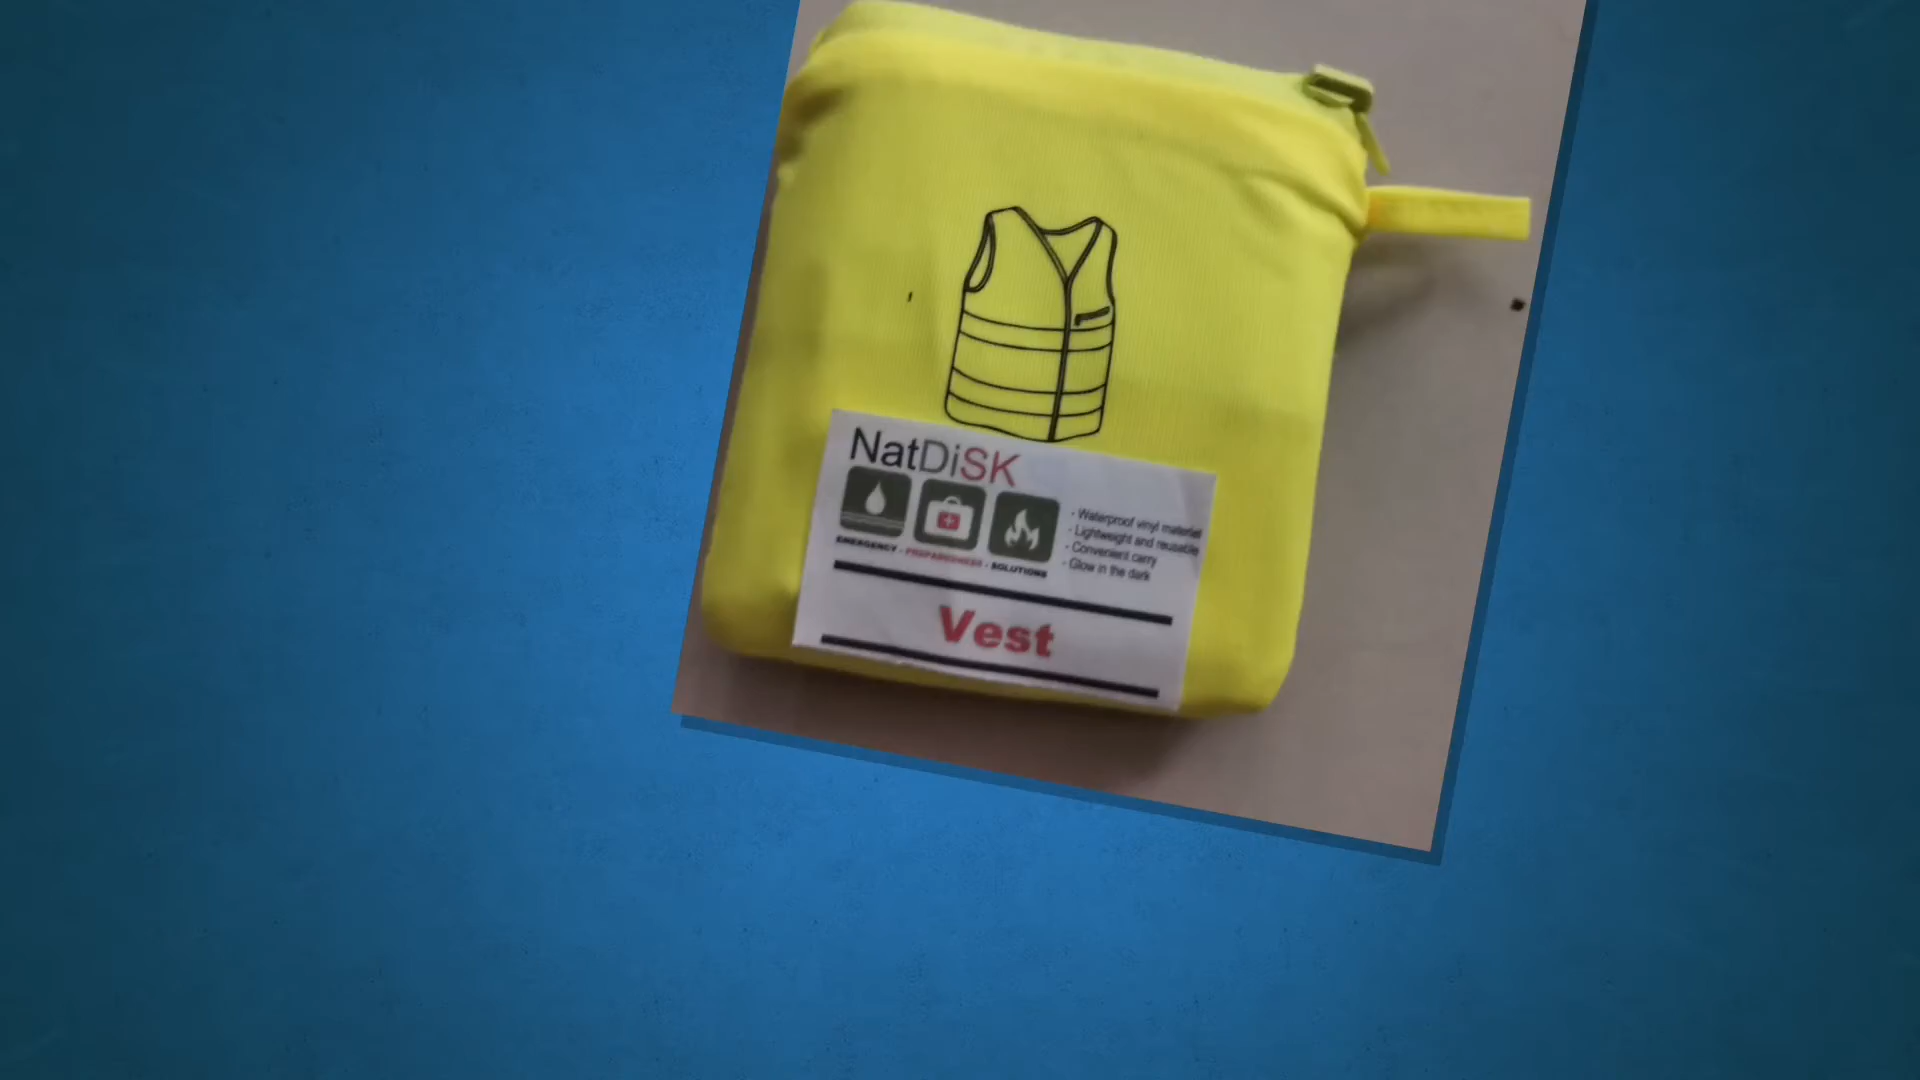 NatDiSK
EMERGENCY - PREPAREDNESS - SOLUTIONS
- Waterproof vinyl material
- Lightweight and reusable
- Convenient carry
- Glow in the dark
Vest